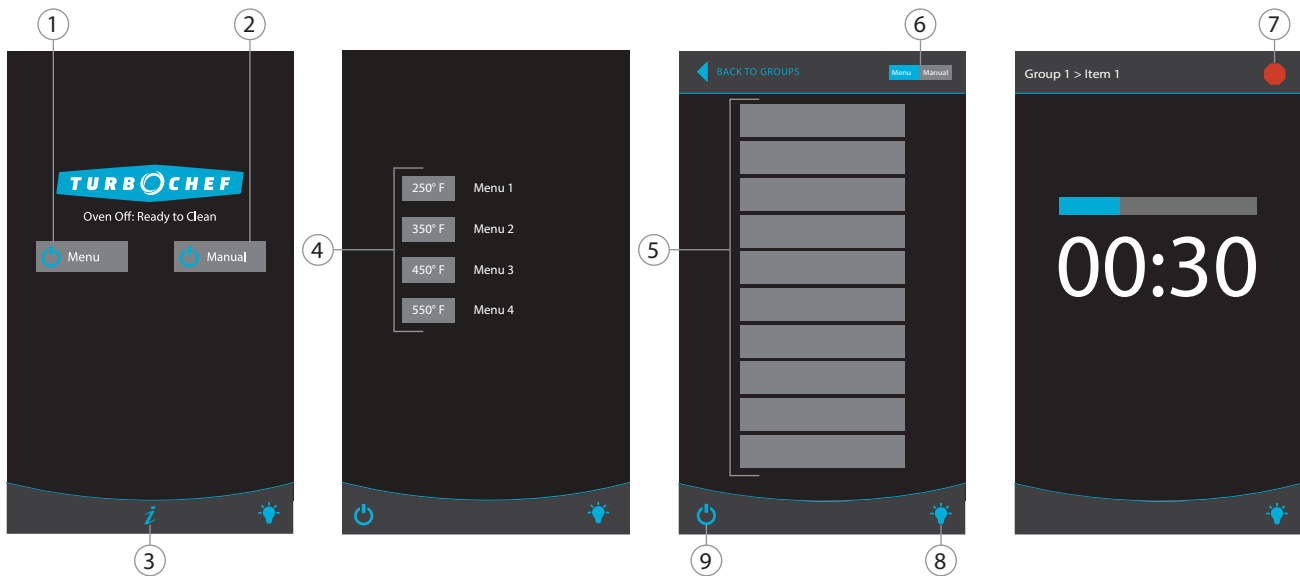 1
2
6
7
TURBOCHEF
Oven Off: Ready to Clean
Menu
Manual
i
3
4
250° F Menu 1
350° F Menu 2
450° F Menu 3
550° F Menu 4
BACK TO GROUPS
Menu Manual
5
9
8
Group 1 > Item 1
00:30